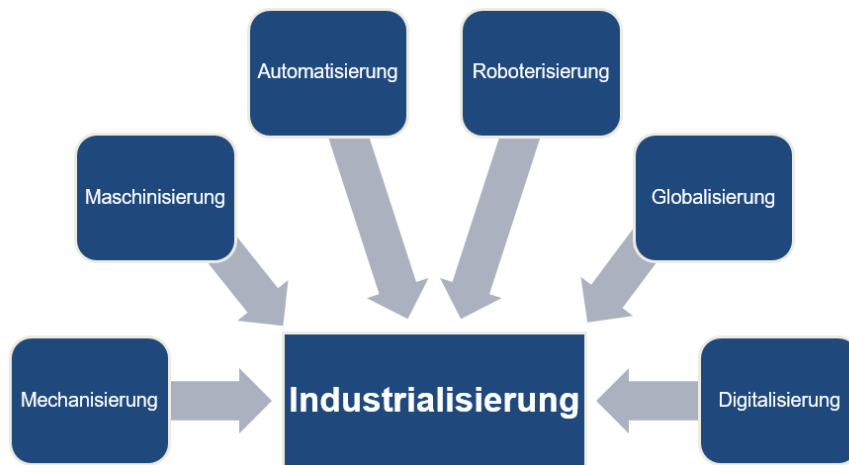 Automatisierung
Roboterisierung
Maschinisierung
Globalisierung
Mechanisierung
Industrialisierung
Digitalisierung